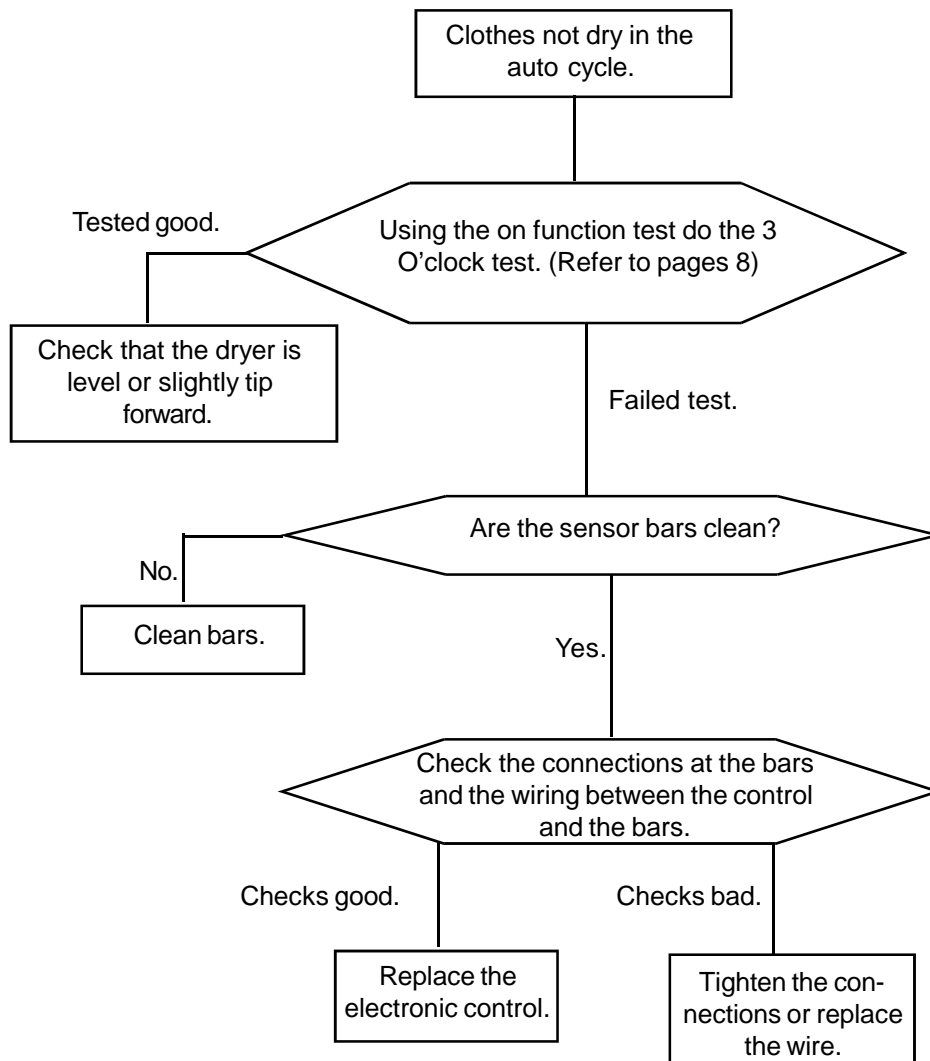 Clothes not dry in the
auto cycle.
Tested good.
Using the on function test do the 3
O'clock test. (Refer to pages 8)
Check that the dryer is
level or slightly tip
forward.
Failed test.
Are the sensor bars clean?
No.
Clean bars.
Yes.
Check the connections at the bars
and the wiring between the control
and the bars.
Checks good.
Checks bad.
Replace the
electronic control.
Tighten the con-
nections or replace
the wire.